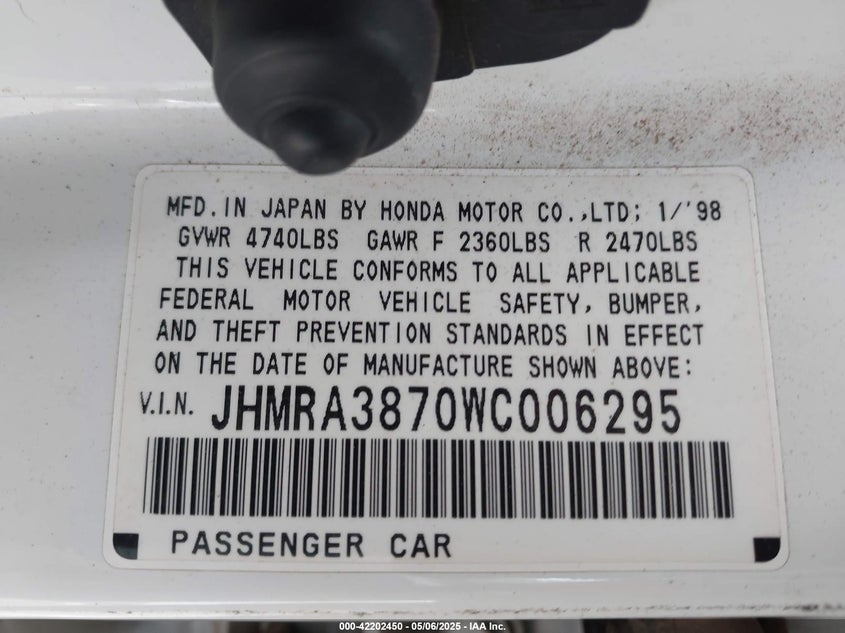 MFD.IN JAPAN BY HONDA MOTOR CO.,LTD; 1/'98
GVWR 4740LBS GAWR F 2360LBS R 2470LBS
THIS VEHICLE CONFORMS TO ALL APPLICABLE
FEDERAL MOTOR VEHICLE SAFETY, BUMPER,
AND THEFT PREVENTION STANDARDS IN EFFECT
ON THE DATE OF MANUFACTURE SHOWN ABOVE:
V.I.N. JHMRA3870WC006295
PASSENGER CAR
000-42202450 - 05/06/2025 - IAA Inc.